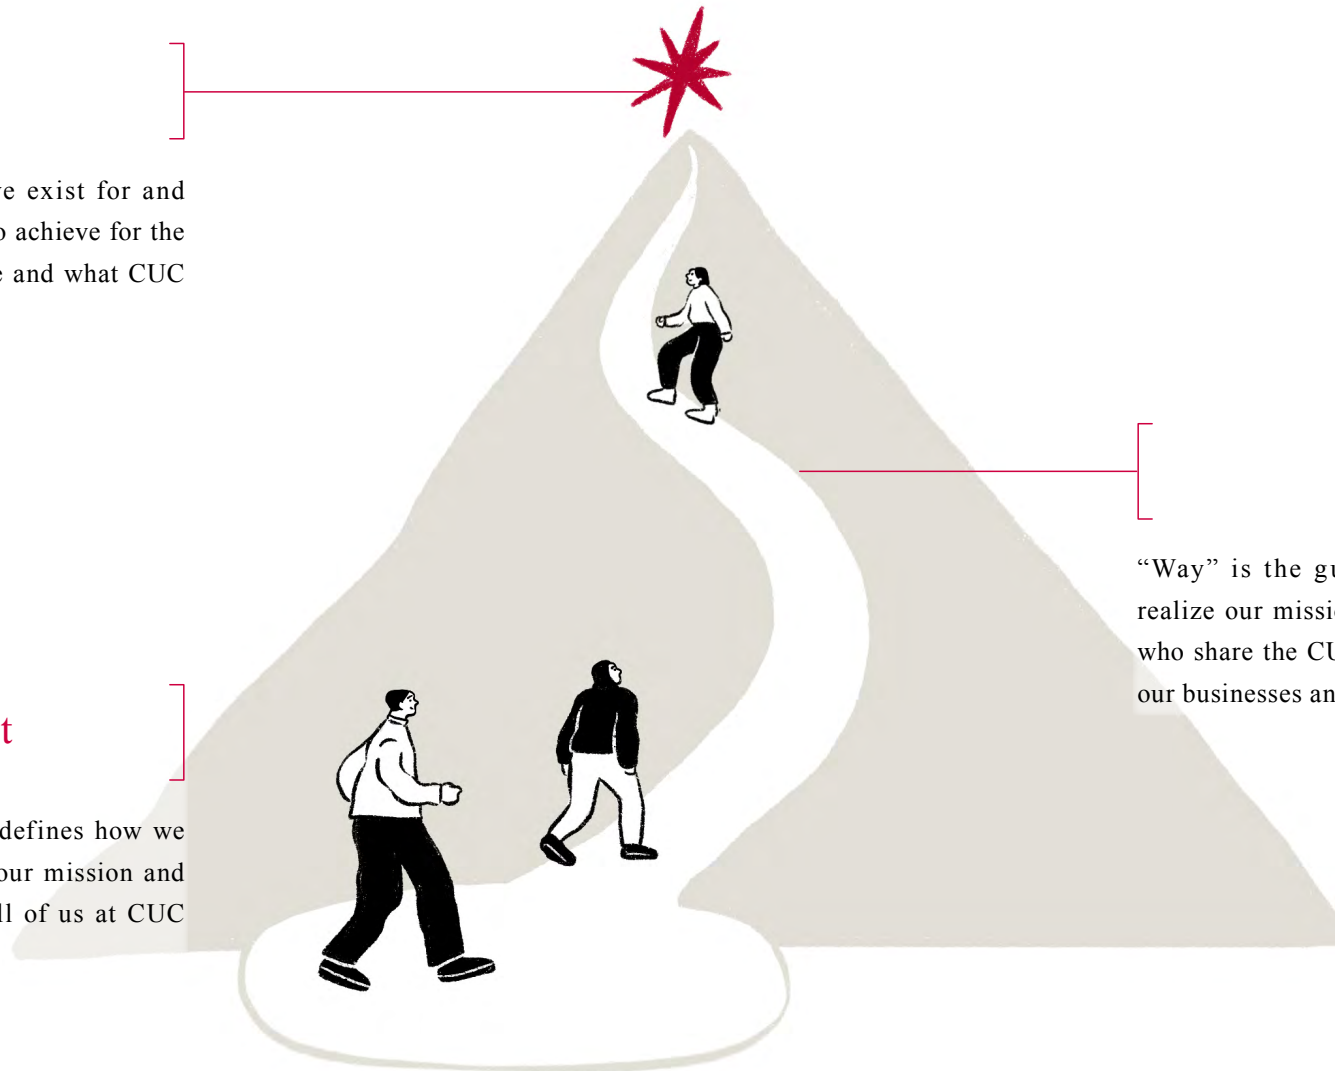 ve exist for and
o achieve for the
e and what CUC
“Way” is the gu
realize our missi
who share the CU
our businesses an
t
defines how we
our mission and
ll of us at CUC